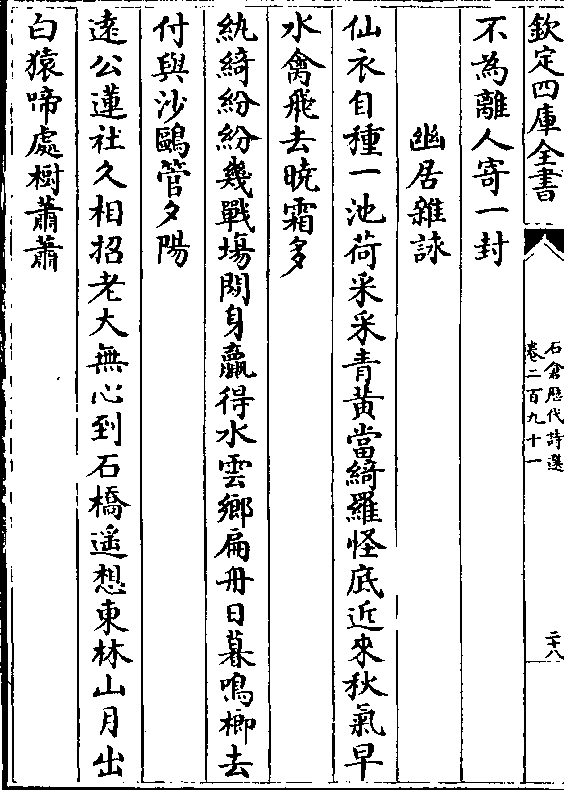 欽定四庫全書
石倉歷代詩選
卷二百九十一
二十八
不為離人寄一封
幽居雜詠
仙衣自種一池荷采采青黃當綺羅怪底近來秋氣早
水禽飛去曉霜多
紈綺紛紛幾戰塲閱身贏得水雲鄉扁舟日暮鳴榔去
付與沙鷗管夕陽
遠公蓮社久相招老大無心到石橋遥想東林山月出
白猿啼處樹蕭蕭